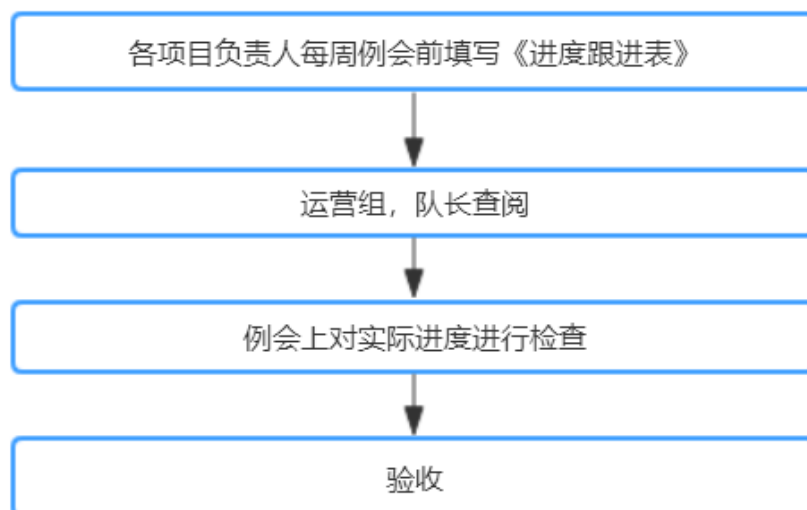 各项目负责人每周例会前填写《进度跟进表》
运营组，队长查阅
例会上对实际进度进行检查
验收